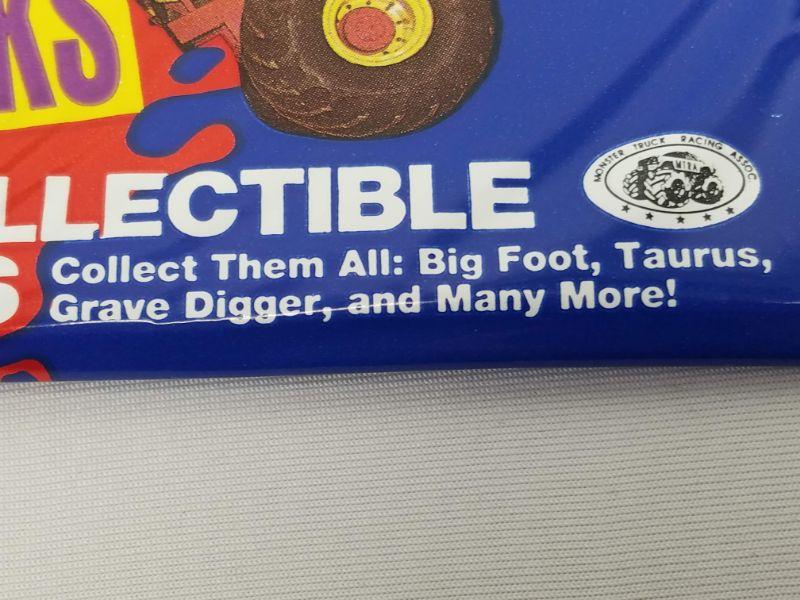 KS
LLECTIBLE
S Collect Them All: Big Foot, Taurus,
Grave Digger, and Many More!
MONSTER TRUCK RACING ASSOC.
MTRA